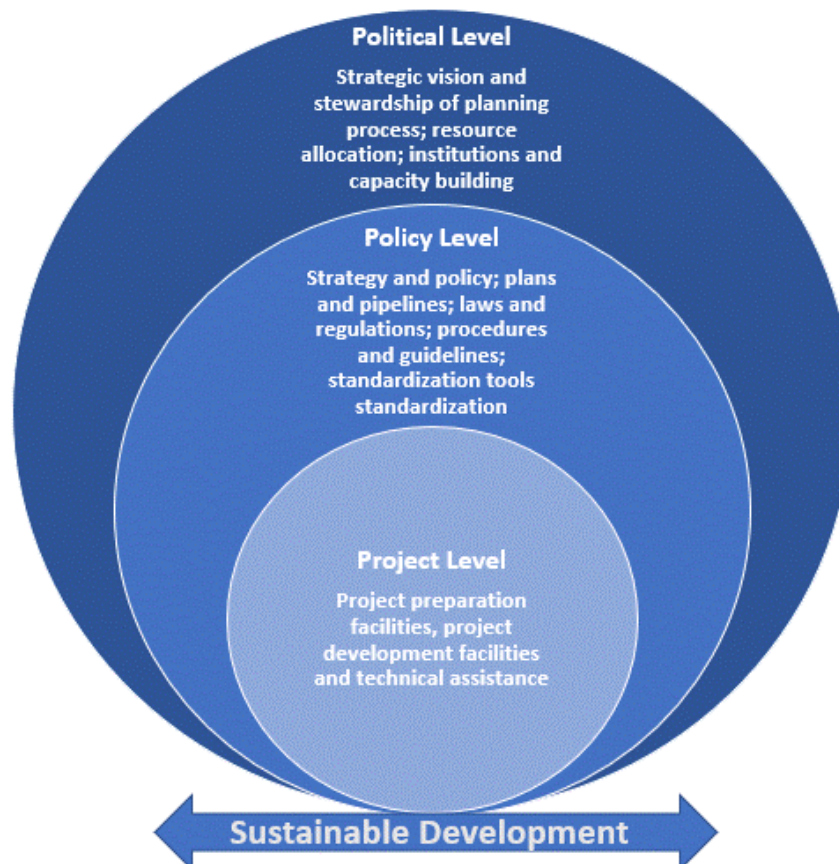 Political Level
Strategic vision and
stewardship of planning
process; resource
allocation; institutions and
capacity building
Policy Level
Strategy and policy; plans
and pipelines; laws and
regulations; procedures
and guidelines;
standardization tools
standardization
Project Level
Project preparation
facilities, project
development facilities
and technical assistance
Sustainable Development